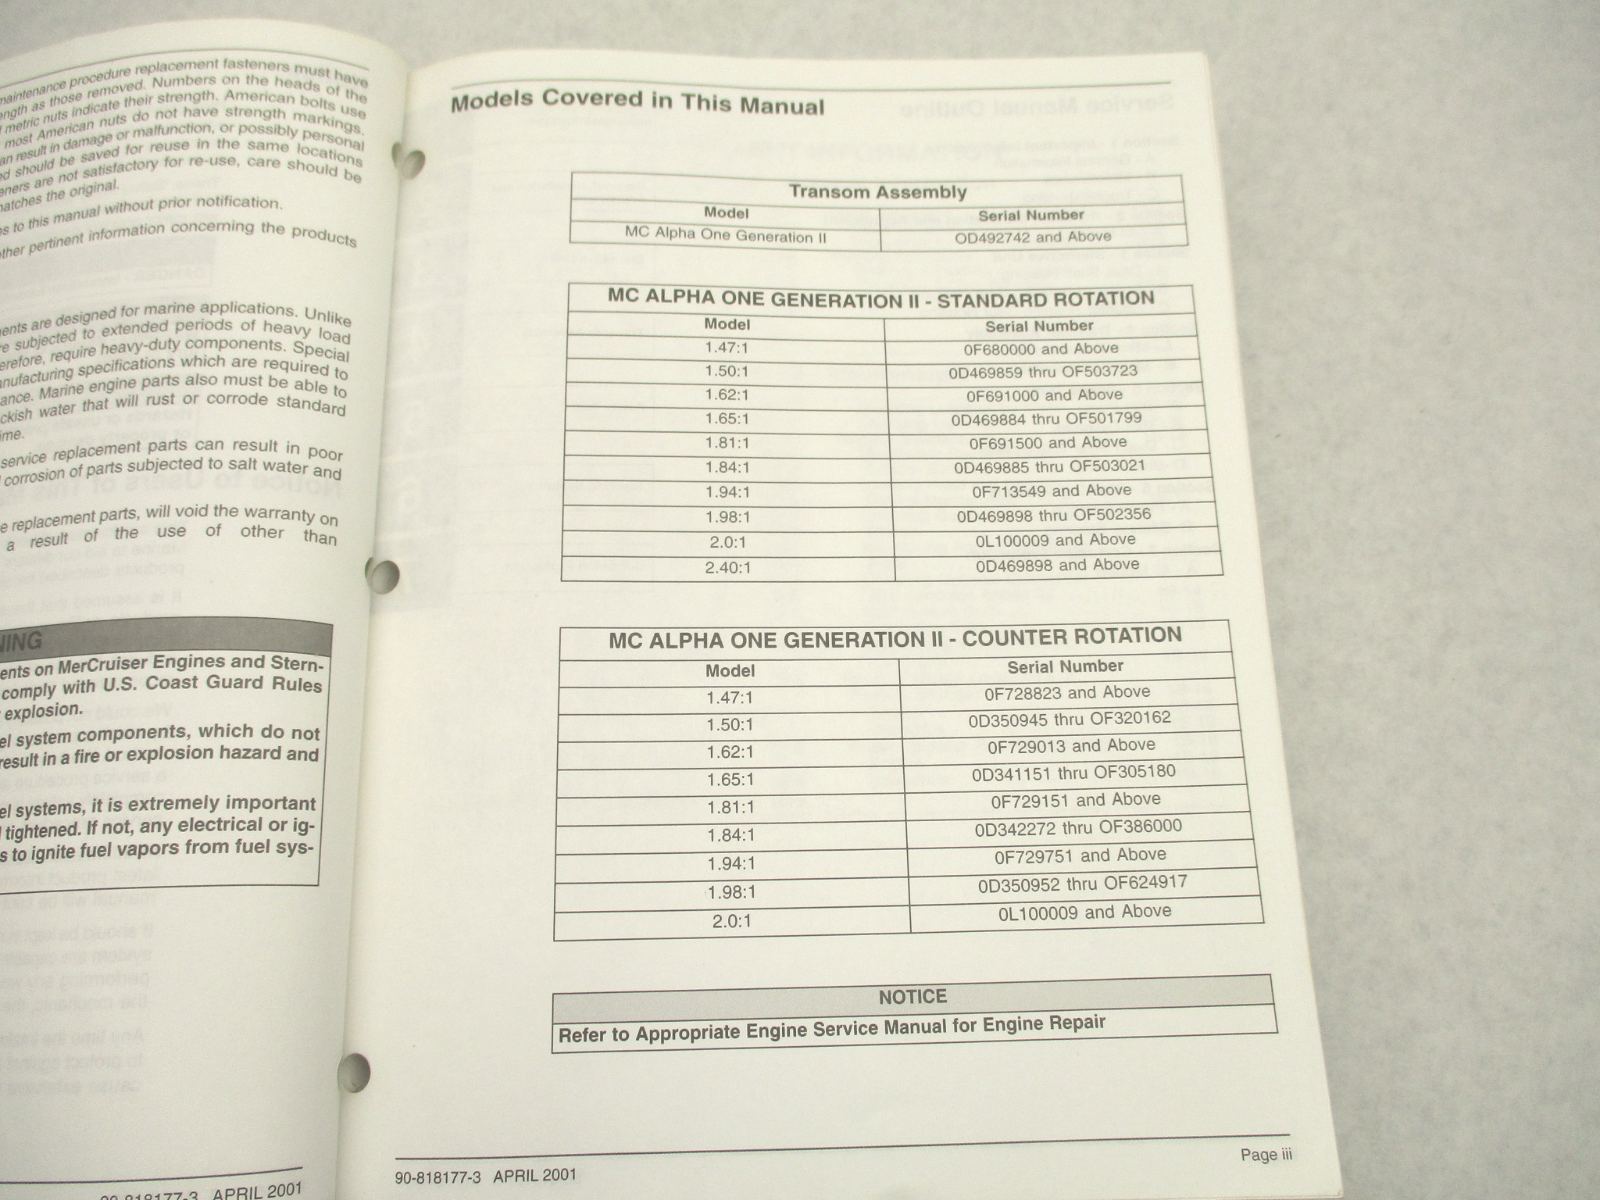 maintenance procedure replacement fasteners must have
ength as those removed. Numbers on the heads of the
metric nuts indicate their strength. American bolts use
most American nuts do not have strength markings.
an result in damage or malfunction, or possibly personal
d should be saved for reuse in the same locations
eners are not satisfactory for re-use, care should be
natches the original.
es to this manual without prior notification.
other pertinent information concerning the products
ents are designed for marine applications. Unlike
re subjected to extended periods of heavy load
erefore, require heavy-duty components. Special
anufacturing specifications which are required to
ance. Marine engine parts also must be able to
ckish water that will rust or corrode standard
ime.
service replacement parts can result in poor
corrosion of parts subjected to salt water and
e replacement parts, will void the warranty on
a result of the use of other than
NING
ents on MerCruiser Engines and Stern-
comply with U.S. Coast Guard Rules
explosion.
el system components, which do not
result in a fire or explosion hazard and
el systems, it is extremely important
tightened. If not, any electrical or ig-
s to ignite fuel vapors from fuel sys-
90-818177-3 APRIL 2001
Models Covered in This Manual
Transom Assembly
Model Serial Number
MC Alpha One Generation II OD492742 and Above
MC ALPHA ONE GENERATION II - STANDARD ROTATION
Model Serial Number
1.47:1 0F680000 and Above
1.50:1 0D469859 thru OF503723
1.62:1 0F691000 and Above
1.65:1 0D469884 thru OF501799
1.81:1 0F691500 and Above
1.84:1 0D469885 thru OF503021
1.94:1 0F713549 and Above
1.98:1 0D469898 thru OF502356
2.0:1 0L100009 and Above
2.40:1 0D469898 and Above
MC ALPHA ONE GENERATION II - COUNTER ROTATION
Model Serial Number
1.47:1 0F728823 and Above
1.50:1 0D350945 thru OF320162
1.62:1 0F729013 and Above
1.65:1 0D341151 thru OF305180
1.81:1 0F729151 and Above
1.84:1 0D342272 thru OF386000
1.94:1 0F729751 and Above
1.98:1 0D350952 thru OF624917
2.0:1 0L100009 and Above
NOTICE
Refer to Appropriate Engine Service Manual for Engine Repair
90-818177-3 APRIL 2001
Page iii